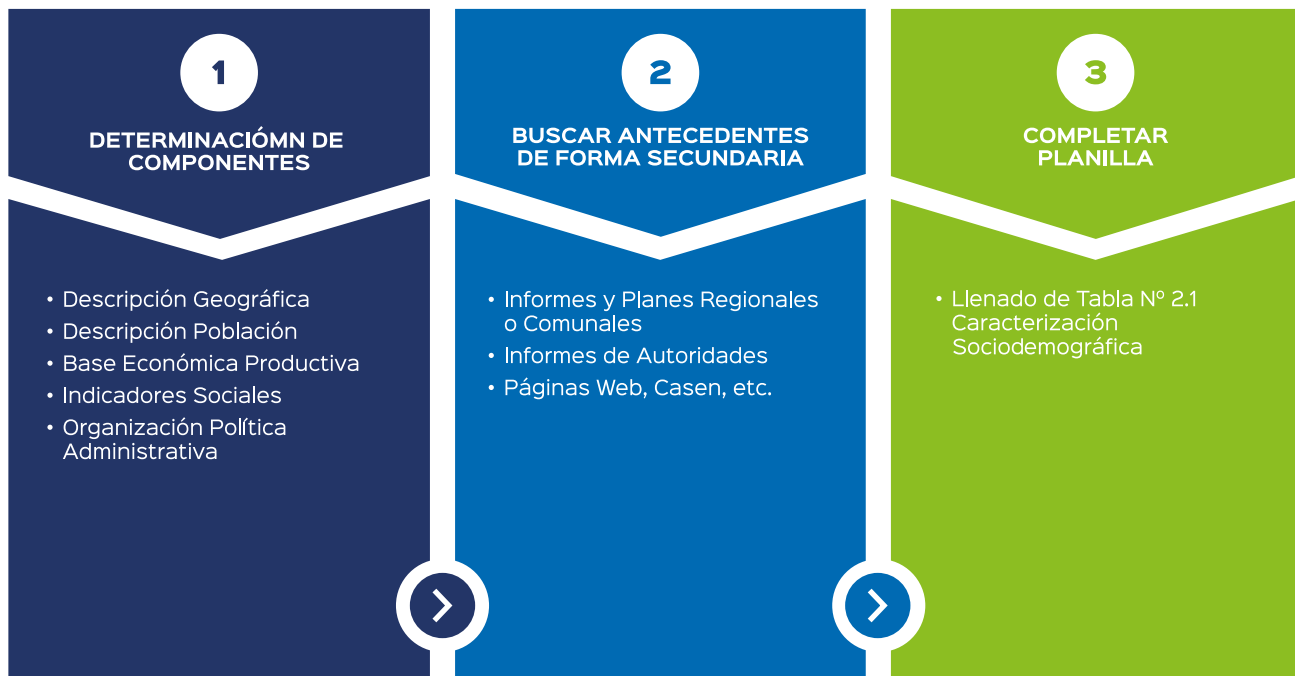 1
DETERMINACIÓMN DE
COMPONENTES
• Descripción Geográfica
• Descripción Población
• Base Económica Productiva
• Indicadores Sociales
• Organización Política
Administrativa
2
BUSCAR ANTECEDENTES
DE FORMA SECUNDARIA
• Informes y Planes Regionales
o Comunales
• Informes de Autoridades
• Páginas Web, Casen, etc.
3
COMPLETAR
PLANILLA
• Llenado de Tabla Nº 2.1
Caracterización
Sociodemográfica